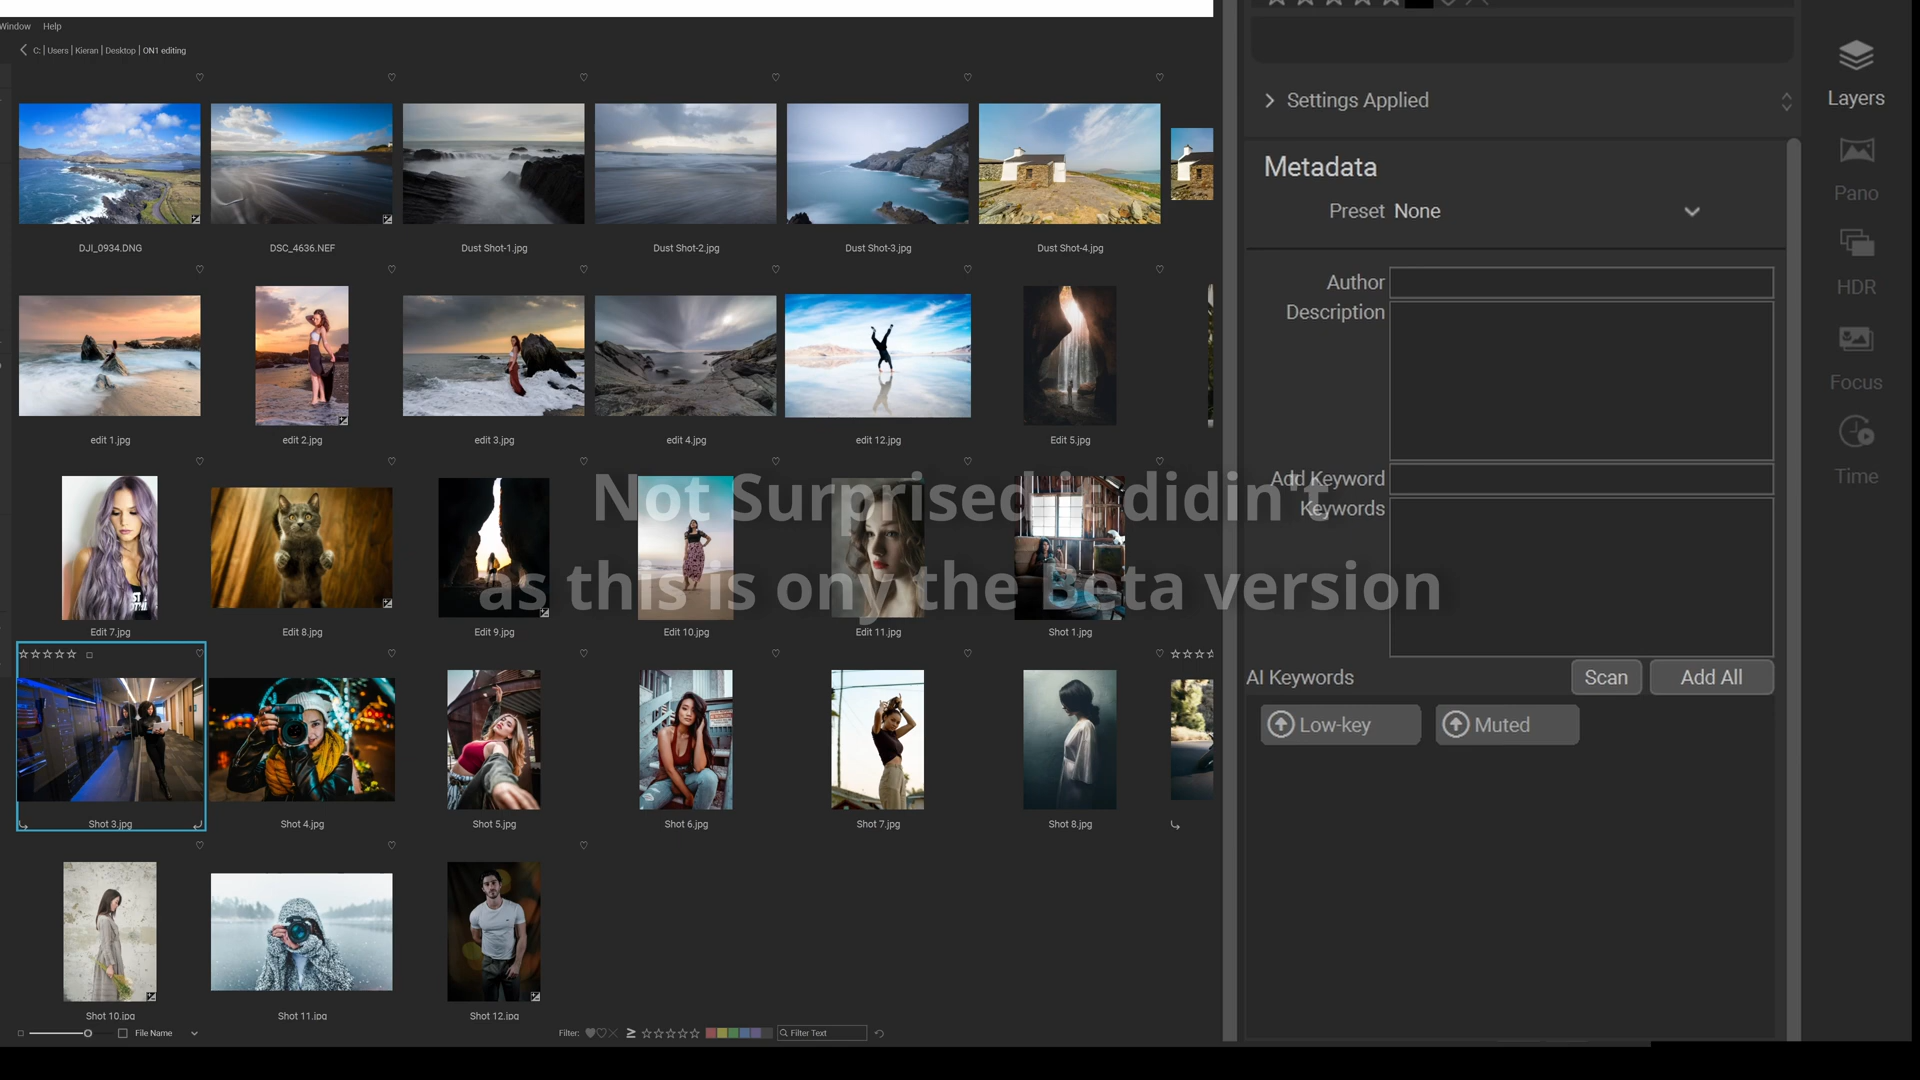 Window Help
C: | Users | Kieran | Desktop | ON1 editing
DJI_0934.DNG
DSC_4636.NEF
Dust Shot-1.jpg
Dust Shot-2.jpg
Dust Shot-3.jpg
Dust Shot-4.jpg
edit 1.jpg
edit 2.jpg
edit 3.jpg
edit 4.jpg
edit 12.jpg
Edit 5.jpg
Edit 7.jpg
Edit 8.jpg
Edit 9.jpg
Edit 10.jpg
Edit 11.jpg
Shot 1.jpg
Shot 3.jpg
Shot 4.jpg
Shot 5.jpg
Shot 6.jpg
Shot 7.jpg
Shot 8.jpg
Shot 10.jpg
Shot 11.jpg
Shot 12.jpg
File Name
Filter:
Filter Text
Not Surprised it didin't
as this is ony the Beta version
Settings Applied
Metadata
Preset None
Author
Description
Add Keyword
Keywords
AI Keywords Scan Add All
Low-key Muted
Layers
Pano
HDR
Focus
Time